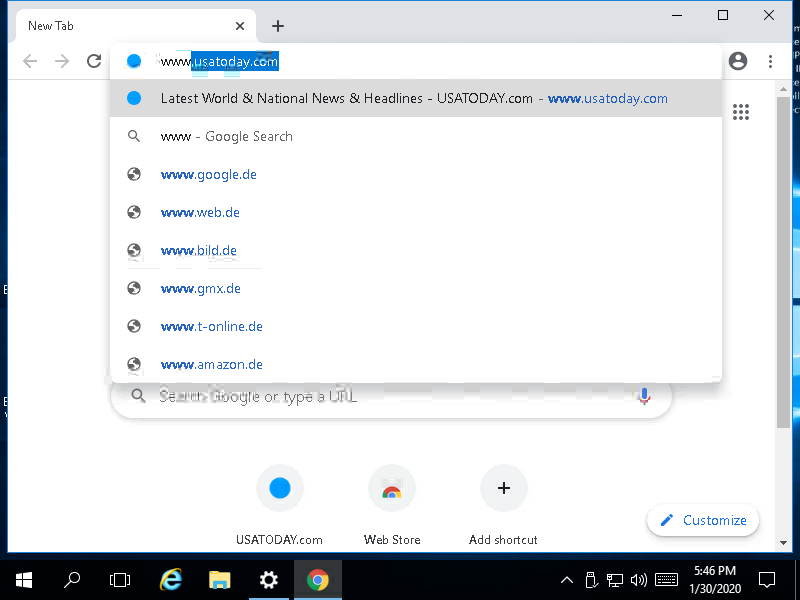 New Tab
www.usatoday.com
Latest World & National News & Headlines - USATODAY.com - www.usatoday.com
www - Google Search
www.google.de
www.web.de
www.bild.de
www.gmx.de
www.t-online.de
www.amazon.de
Search Google or type a URL
USATODAY.com
Web Store
Add shortcut
Customize
5:46 PM
1/30/2020